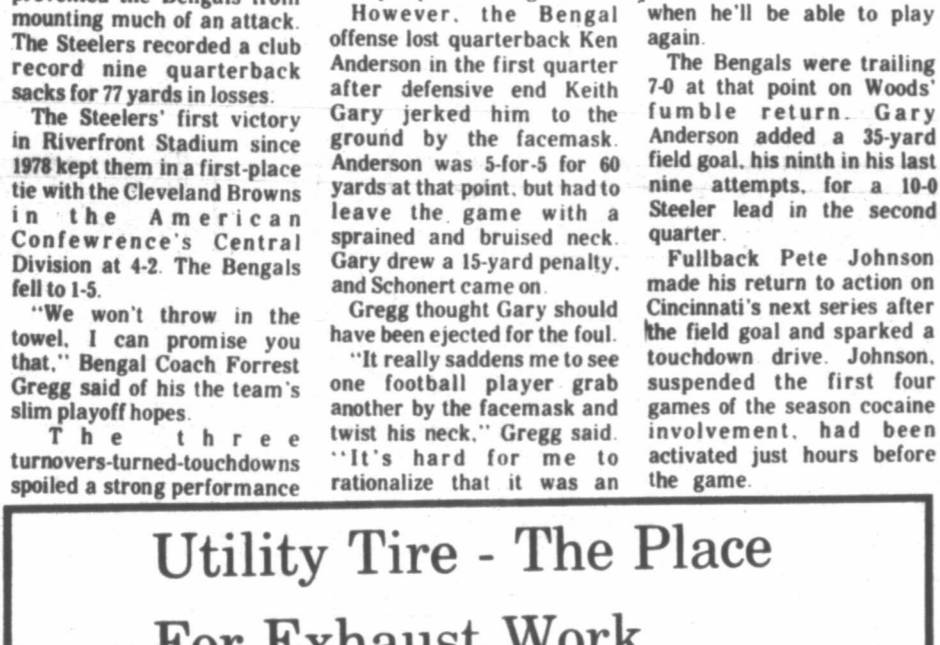 prevented the Bengals from
mounting much of an attack.
The Steelers recorded a club
record nine quarterback
sacks for 77 yards in losses.
The Steelers' first victory
in Riverfront Stadium since
1978 kept them in a first-place
tie with the Cleveland Browns
in the American
Confewrence's Central
Division at 4-2. The Bengals
fell to 1-5.
"We won't throw in the
towel, I can promise you
that," Bengal Coach Forrest
Gregg said of his the team's
slim playoff hopes.
The three
turnovers-turned-touchdowns
spoiled a strong performance
However, the Bengal
offense lost quarterback Ken
Anderson in the first quarter
after defensive end Keith
Gary jerked him to the
ground by the facemask.
Anderson was 5-for-5 for 60
yards at that point, but had to
leave the game with a
sprained and bruised neck.
Gary drew a 15-yard penalty,
and Schonert came on.
Gregg thought Gary should
have been ejected for the foul.
"It really saddens me to see
one football player grab
another by the facemask and
twist his neck," Gregg said.
"It's hard for me to
rationalize that it was an
when he'll be able to play
again.
The Bengals were trailing
7-0 at that point on Woods'
fumble return. Gary
Anderson added a 35-yard
field goal, his ninth in his last
nine attempts, for a 10-0
Steeler lead in the second
quarter.
Fullback Pete Johnson
made his return to action on
Cincinnati's next series after
the field goal and sparked a
touchdown drive. Johnson,
suspended the first four
games of the season cocaine
involvement, had been
activated just hours before
the game.
Utility Tire - The Place
For Exhaust Work